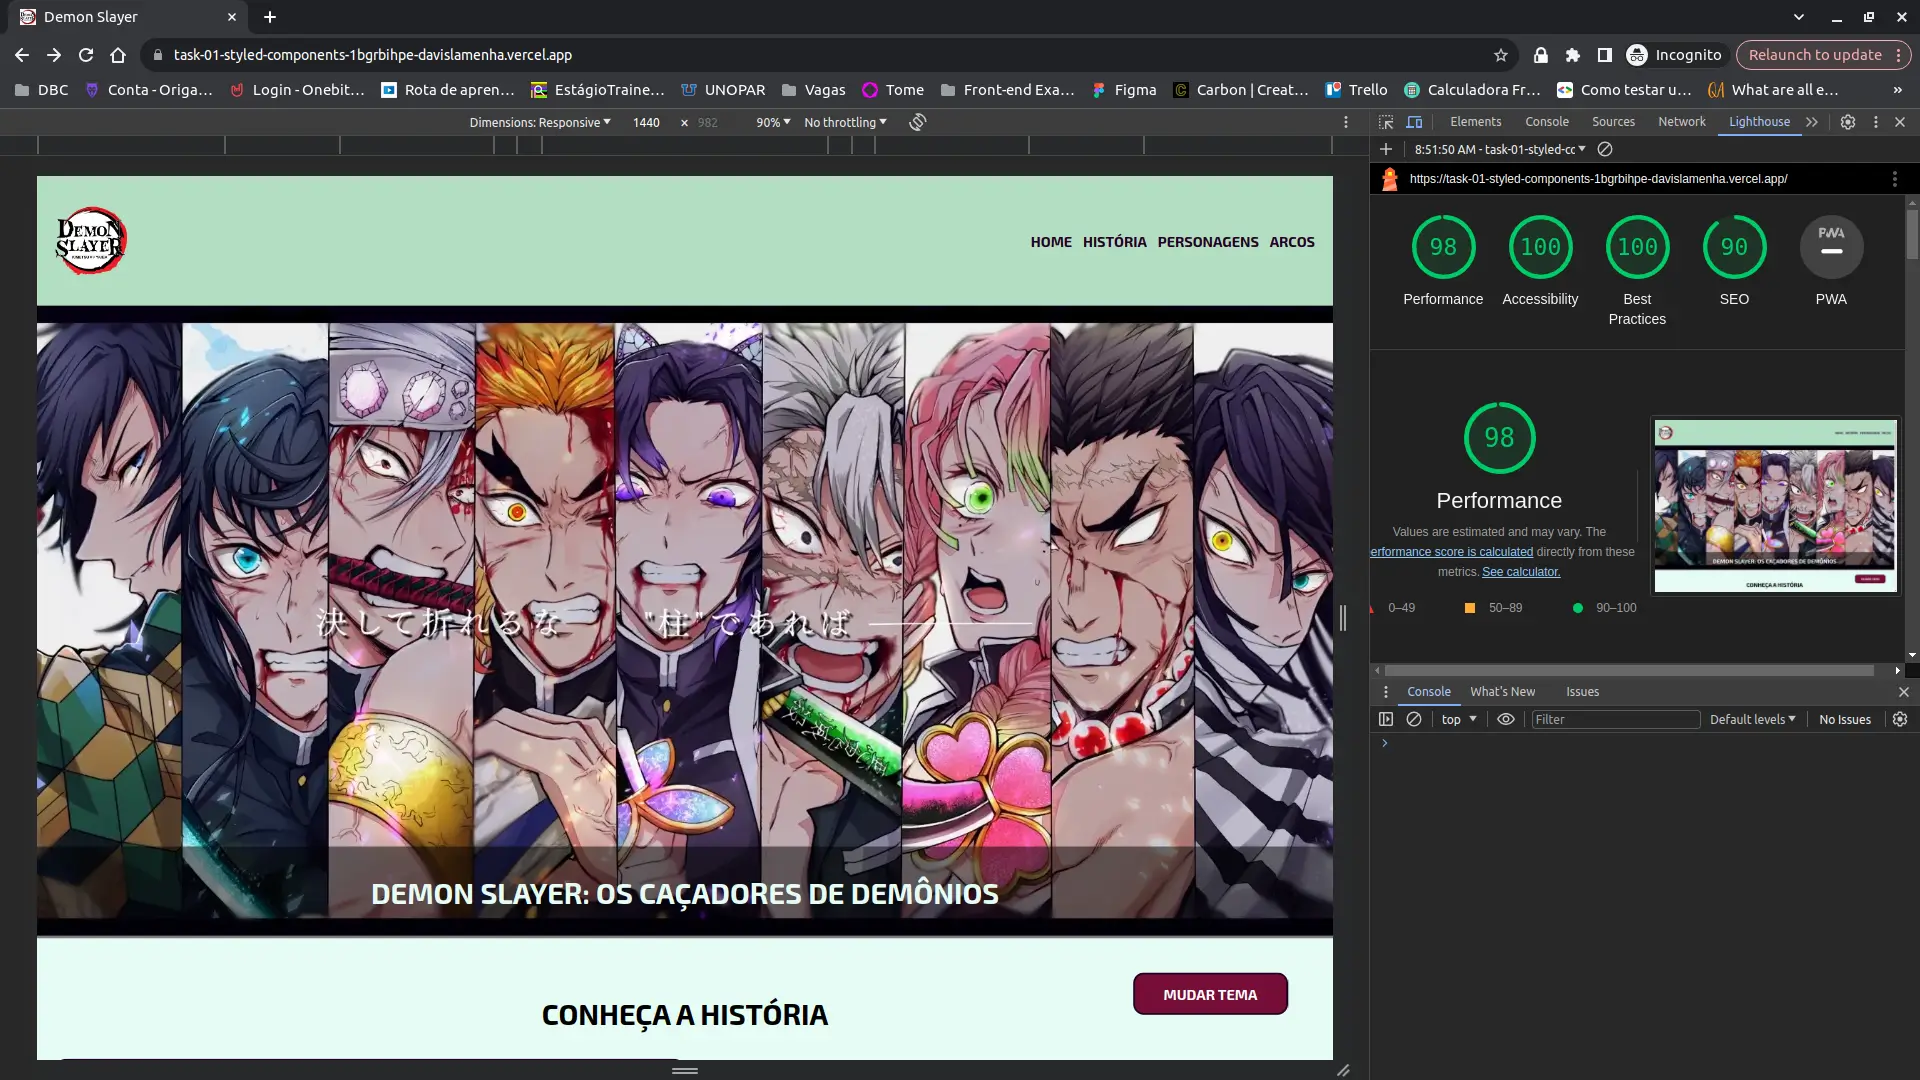 Demon Slayer
task-01-styled-components-1bgrbihpe-davislamenha.vercel.app
Incognito
Relaunch to update
DBC
Conta - Origa...
Login - Onebit...
Rota de apren...
EstágioTraine...
UNOPAR
Vagas
Tome
Front-end Exa...
Figma
Carbon | Creat...
Trello
Calculadora Fr...
Como testar u...
What are all e...
»
Dimensions: Responsive
1440
×
982
90%
No throttling
Elements
Console
Sources
Network
Lighthouse
8:51:50 AM - task-01-styled-cc
https://task-01-styled-components-1bgrbihpe-davislamenha.vercel.app/
DEMON
SLAYER
HOME
HISTÓRIA
PERSONAGENS
ARCOS
98
100
100
90
PWA
Performance
Accessibility
Best
Practices
SEO
PWA
98
Performance
Values are estimated and may vary. The
erformance score is calculated directly from these
metrics. See calculator.
0–49
50–89
90–100
決して折れるな
"柱"であれば
DEMON SLAYER: OS CAÇADORES DE DEMÔNIOS
CONHEÇA A HISTÓRIA
MUDAR TEMA
Console
What's New
Issues
top
Filter
Default levels
No Issues